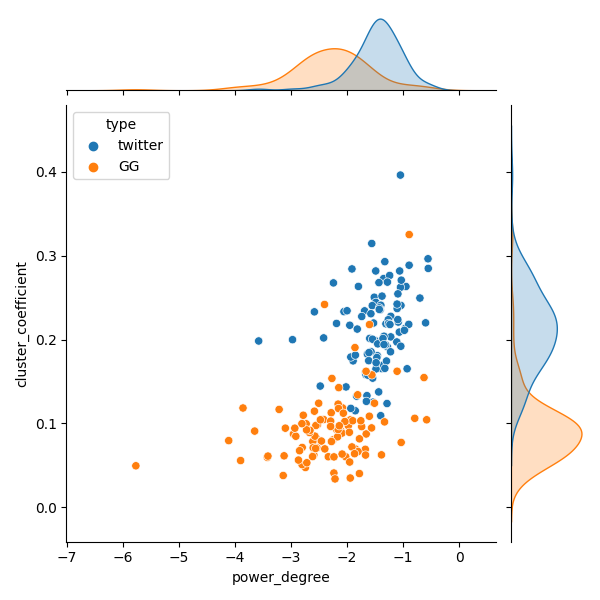 type
twitter
GG
cluster_coefficient
0.4
0.3
0.2
0.1
0.0
−7 −6 −5 −4 −3 −2 −1 0
power_degree